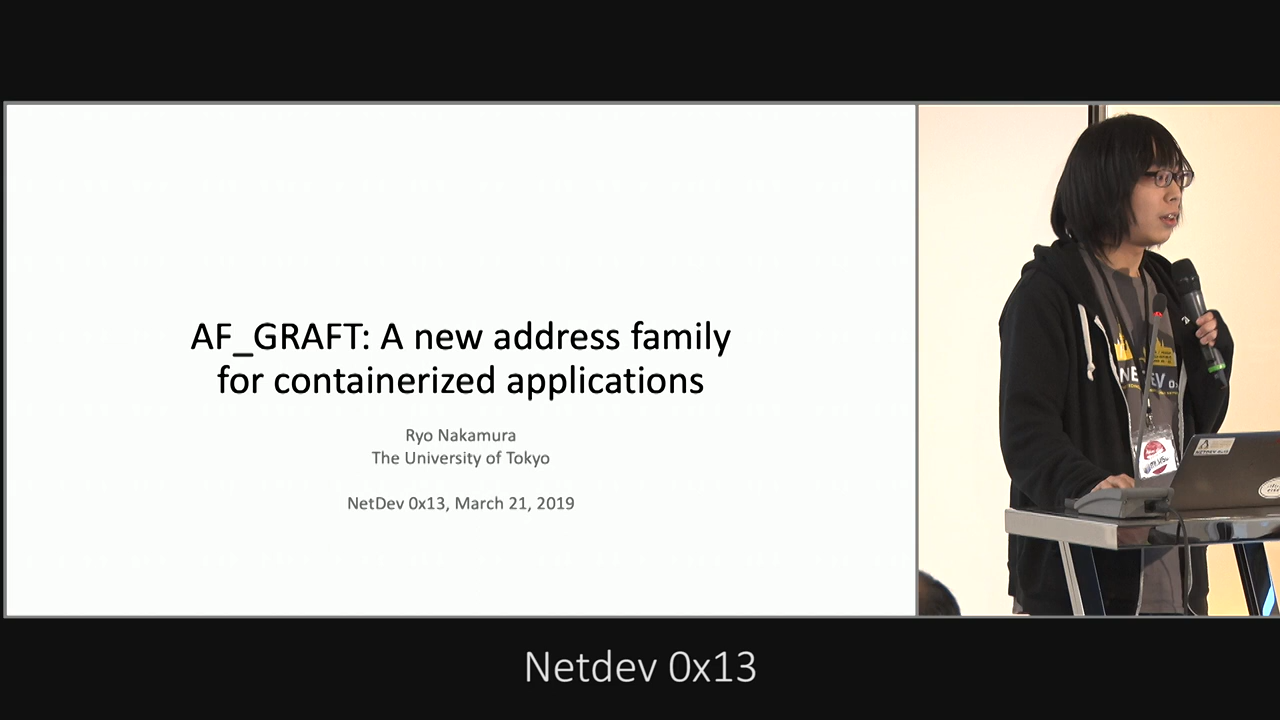 AF_GRAFT: A new address family
for containerized applications
Ryo Nakamura
The University of Tokyo
NetDev 0x13, March 21, 2019
Netdev 0x13